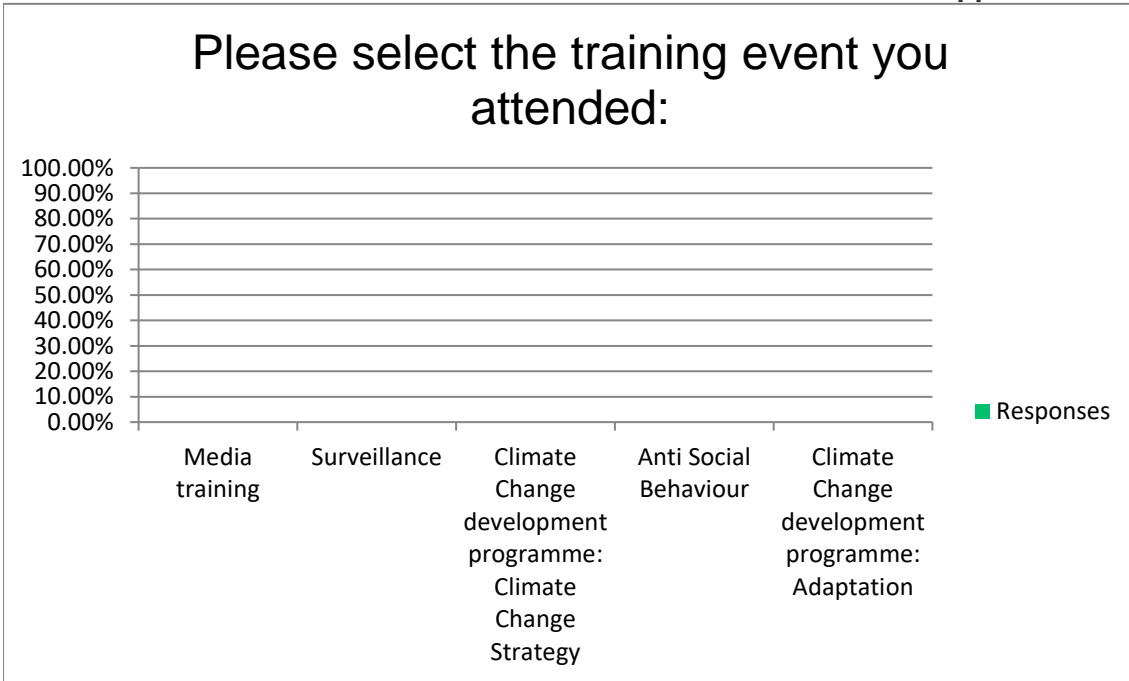 Please select the training event you
attended:
100.00%
90.00%
80.00%
70.00%
60.00%
50.00%
40.00%
30.00%
20.00%
10.00%
0.00%
Media
training
Surveillance
Climate
Change
development
programme:
Climate
Change
Strategy
Anti Social
Behaviour
Climate
Change
development
programme:
Adaptation
Responses